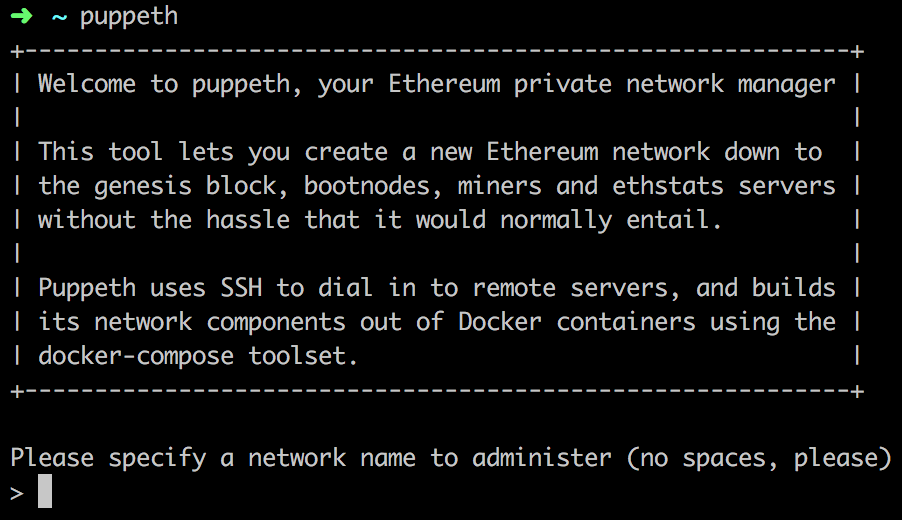 ➜ ~ puppeth
+-----------------------------------------------------------+
| Welcome to puppeth, your Ethereum private network manager |
|                                                           |
| This tool lets you create a new Ethereum network down to  |
| the genesis block, bootnodes, miners and ethstats servers |
| without the hassle that it would normally entail.         |
|                                                           |
| Puppeth uses SSH to dial in to remote servers, and builds |
| its network components out of Docker containers using the |
| docker-compose toolset.                                   |
+-----------------------------------------------------------+
Please specify a network name to administer (no spaces, please)
>